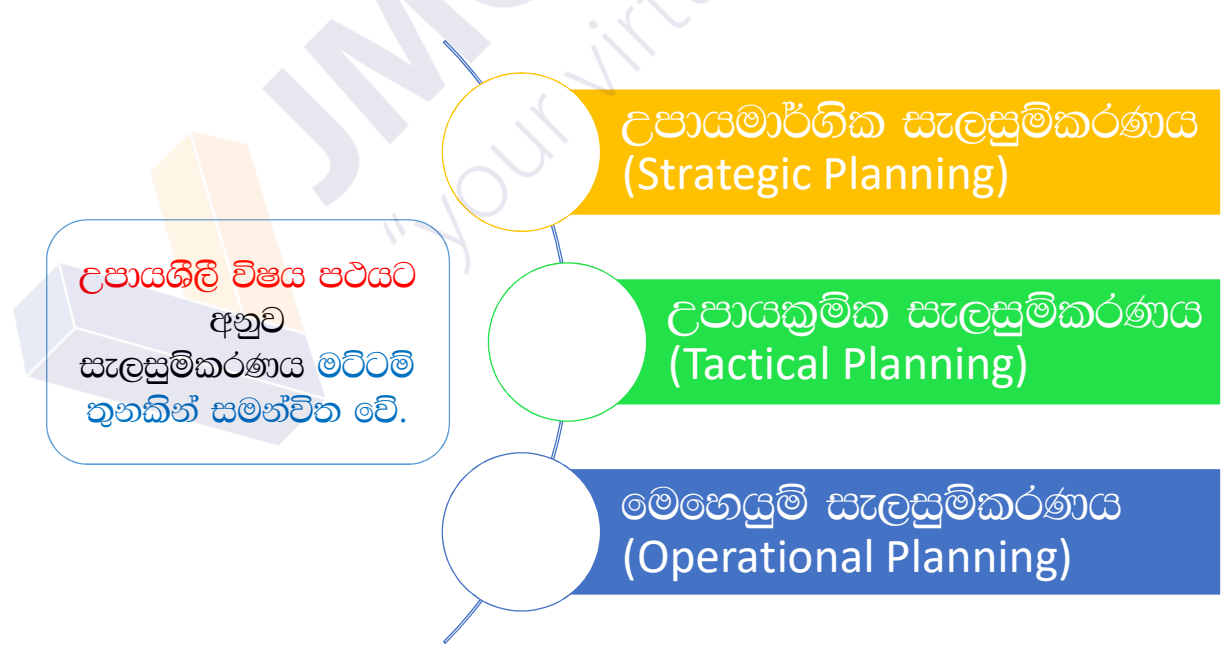 උපායශීලී විෂය පථයට
අනුව
සැලසුම්කරණය මට්ටම්
තුනකින් සමන්විත වේ.
උපායමාර්ගික සැලසුම්කරණය
(Strategic Planning)
උපායක්‍රමික සැලසුම්කරණය
(Tactical Planning)
මෙහෙයුම් සැලසුම්කරණය
(Operational Planning)
"your